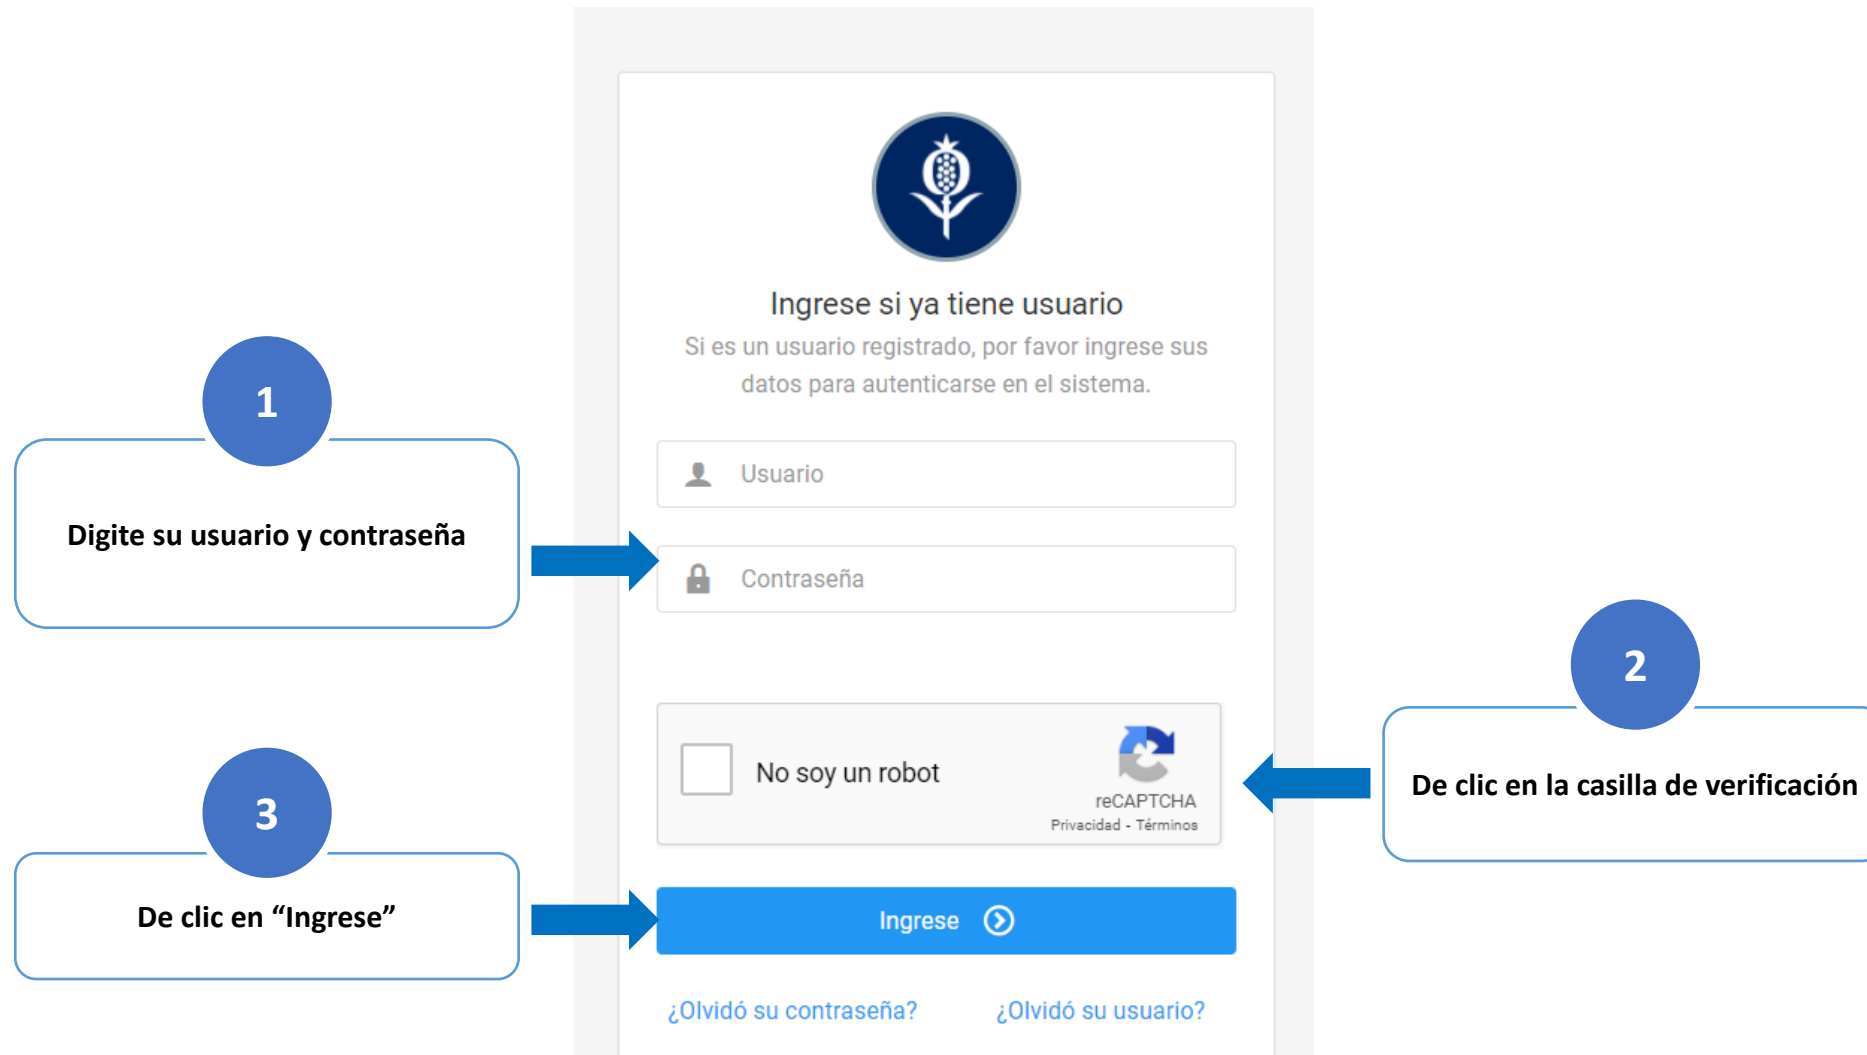 Ingrese si ya tiene usuario
Si es un usuario registrado, por favor ingrese sus
datos para autenticarse en el sistema.
1
Digite su usuario y contraseña
Usuario
Contraseña
2
De clic en la casilla de verificación
No soy un robot
reCAPTCHA
Privacidad - Términos
3
De clic en “Ingrese”
Ingrese
¿Olvidó su contraseña?
¿Olvidó su usuario?